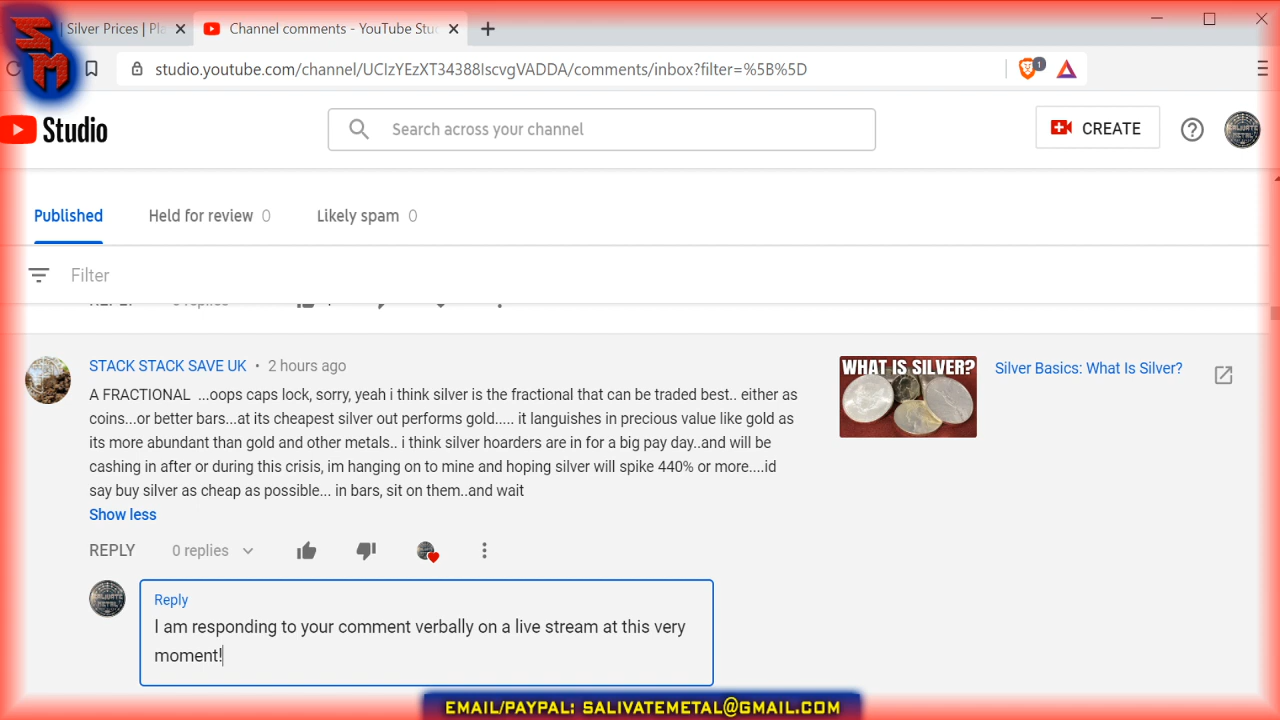 SM
| Silver Prices | Pl
Channel comments - YouTube Stu
studio.youtube.com/channel/UClzYEzXT34388IscvgVADDA/comments/inbox?filter=%5B%5D
1
Studio
Search across your channel
CREATE
Published
Held for review 0
Likely spam 0
Filter
STACK STACK SAVE UK • 2 hours ago
A FRACTIONAL ...oops caps lock, sorry, yeah i think silver is the fractional that can be traded best.. either as
coins...or better bars...at its cheapest silver out performs gold..... it languishes in precious value like gold as
its more abundant than gold and other metals.. i think silver hoarders are in for a big pay day..and will be
cashing in after or during this crisis, im hanging on to mine and hoping silver will spike 440% or more....id
say buy silver as cheap as possible... in bars, sit on them..and wait
Show less
WHAT IS SILVER?
Silver Basics: What Is Silver?
REPLY 0 replies
Reply
I am responding to your comment verbally on a live stream at this very
moment!
EMAIL/PAYPAL: SALIVATEMETAL@GMAIL.COM